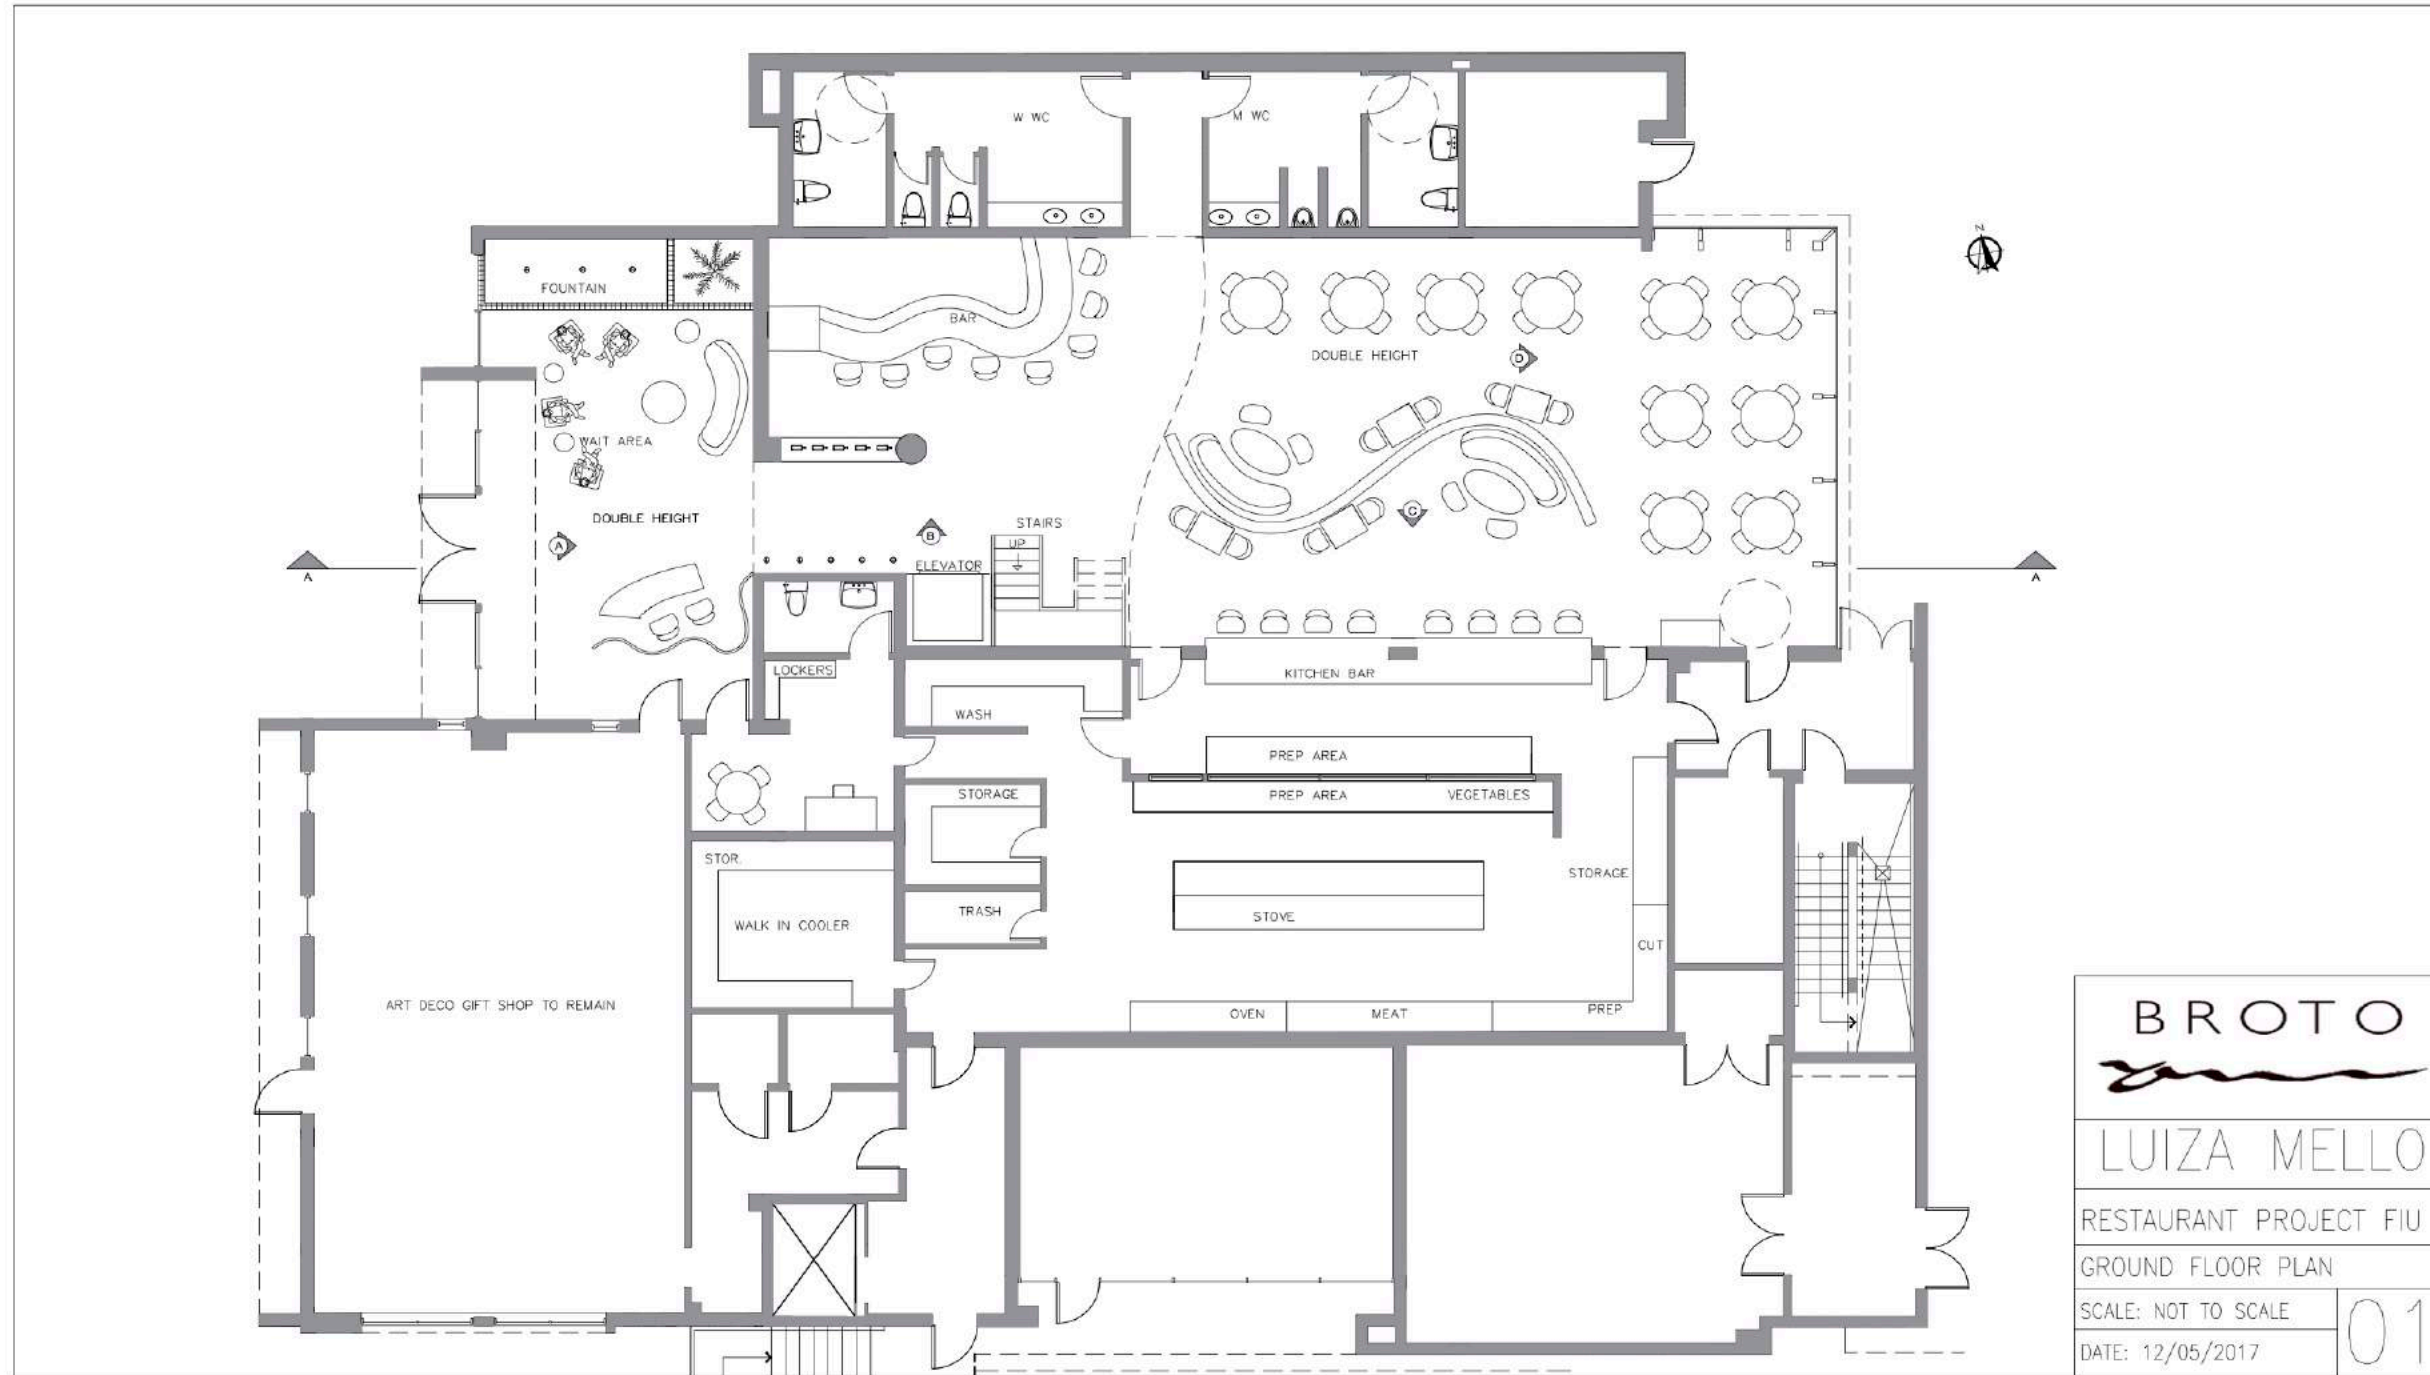 W WC
M WC
N
FOUNTAIN
BAR
DOUBLE HEIGHT
D
WAIT AREA
DOUBLE HEIGHT
C
STAIRS
B
UP
A
ELEVATOR
A
A
LOCKERS
KITCHEN BAR
WASH
PREP AREA
STORAGE
PREP AREA
VEGETABLES
STOR.
STORAGE
TRASH
STOVE
WALK IN COOLER
CUT
ART DECO GIFT SHOP TO REMAIN
OVEN
MEAT
PREP
BROTO
LUIZA MELLO
RESTAURANT PROJECT FIU
GROUND FLOOR PLAN
SCALE: NOT TO SCALE
DATE: 12/05/2017
01